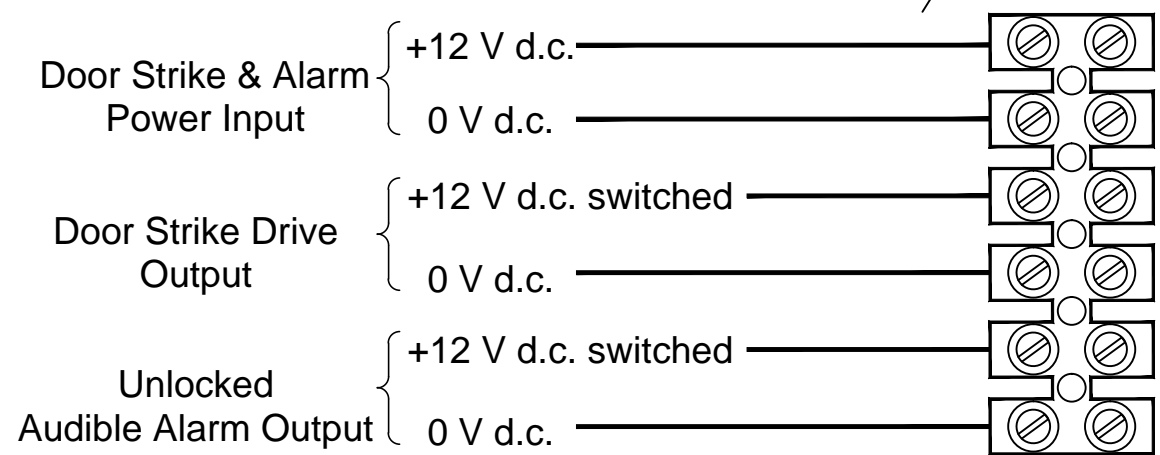 Door Strike & Alarm
Power Input
+12 V d.c.
0 V d.c.
Door Strike Drive
Output
+12 V d.c. switched
0 V d.c.
Unlocked
Audible Alarm Output
+12 V d.c. switched
0 V d.c.